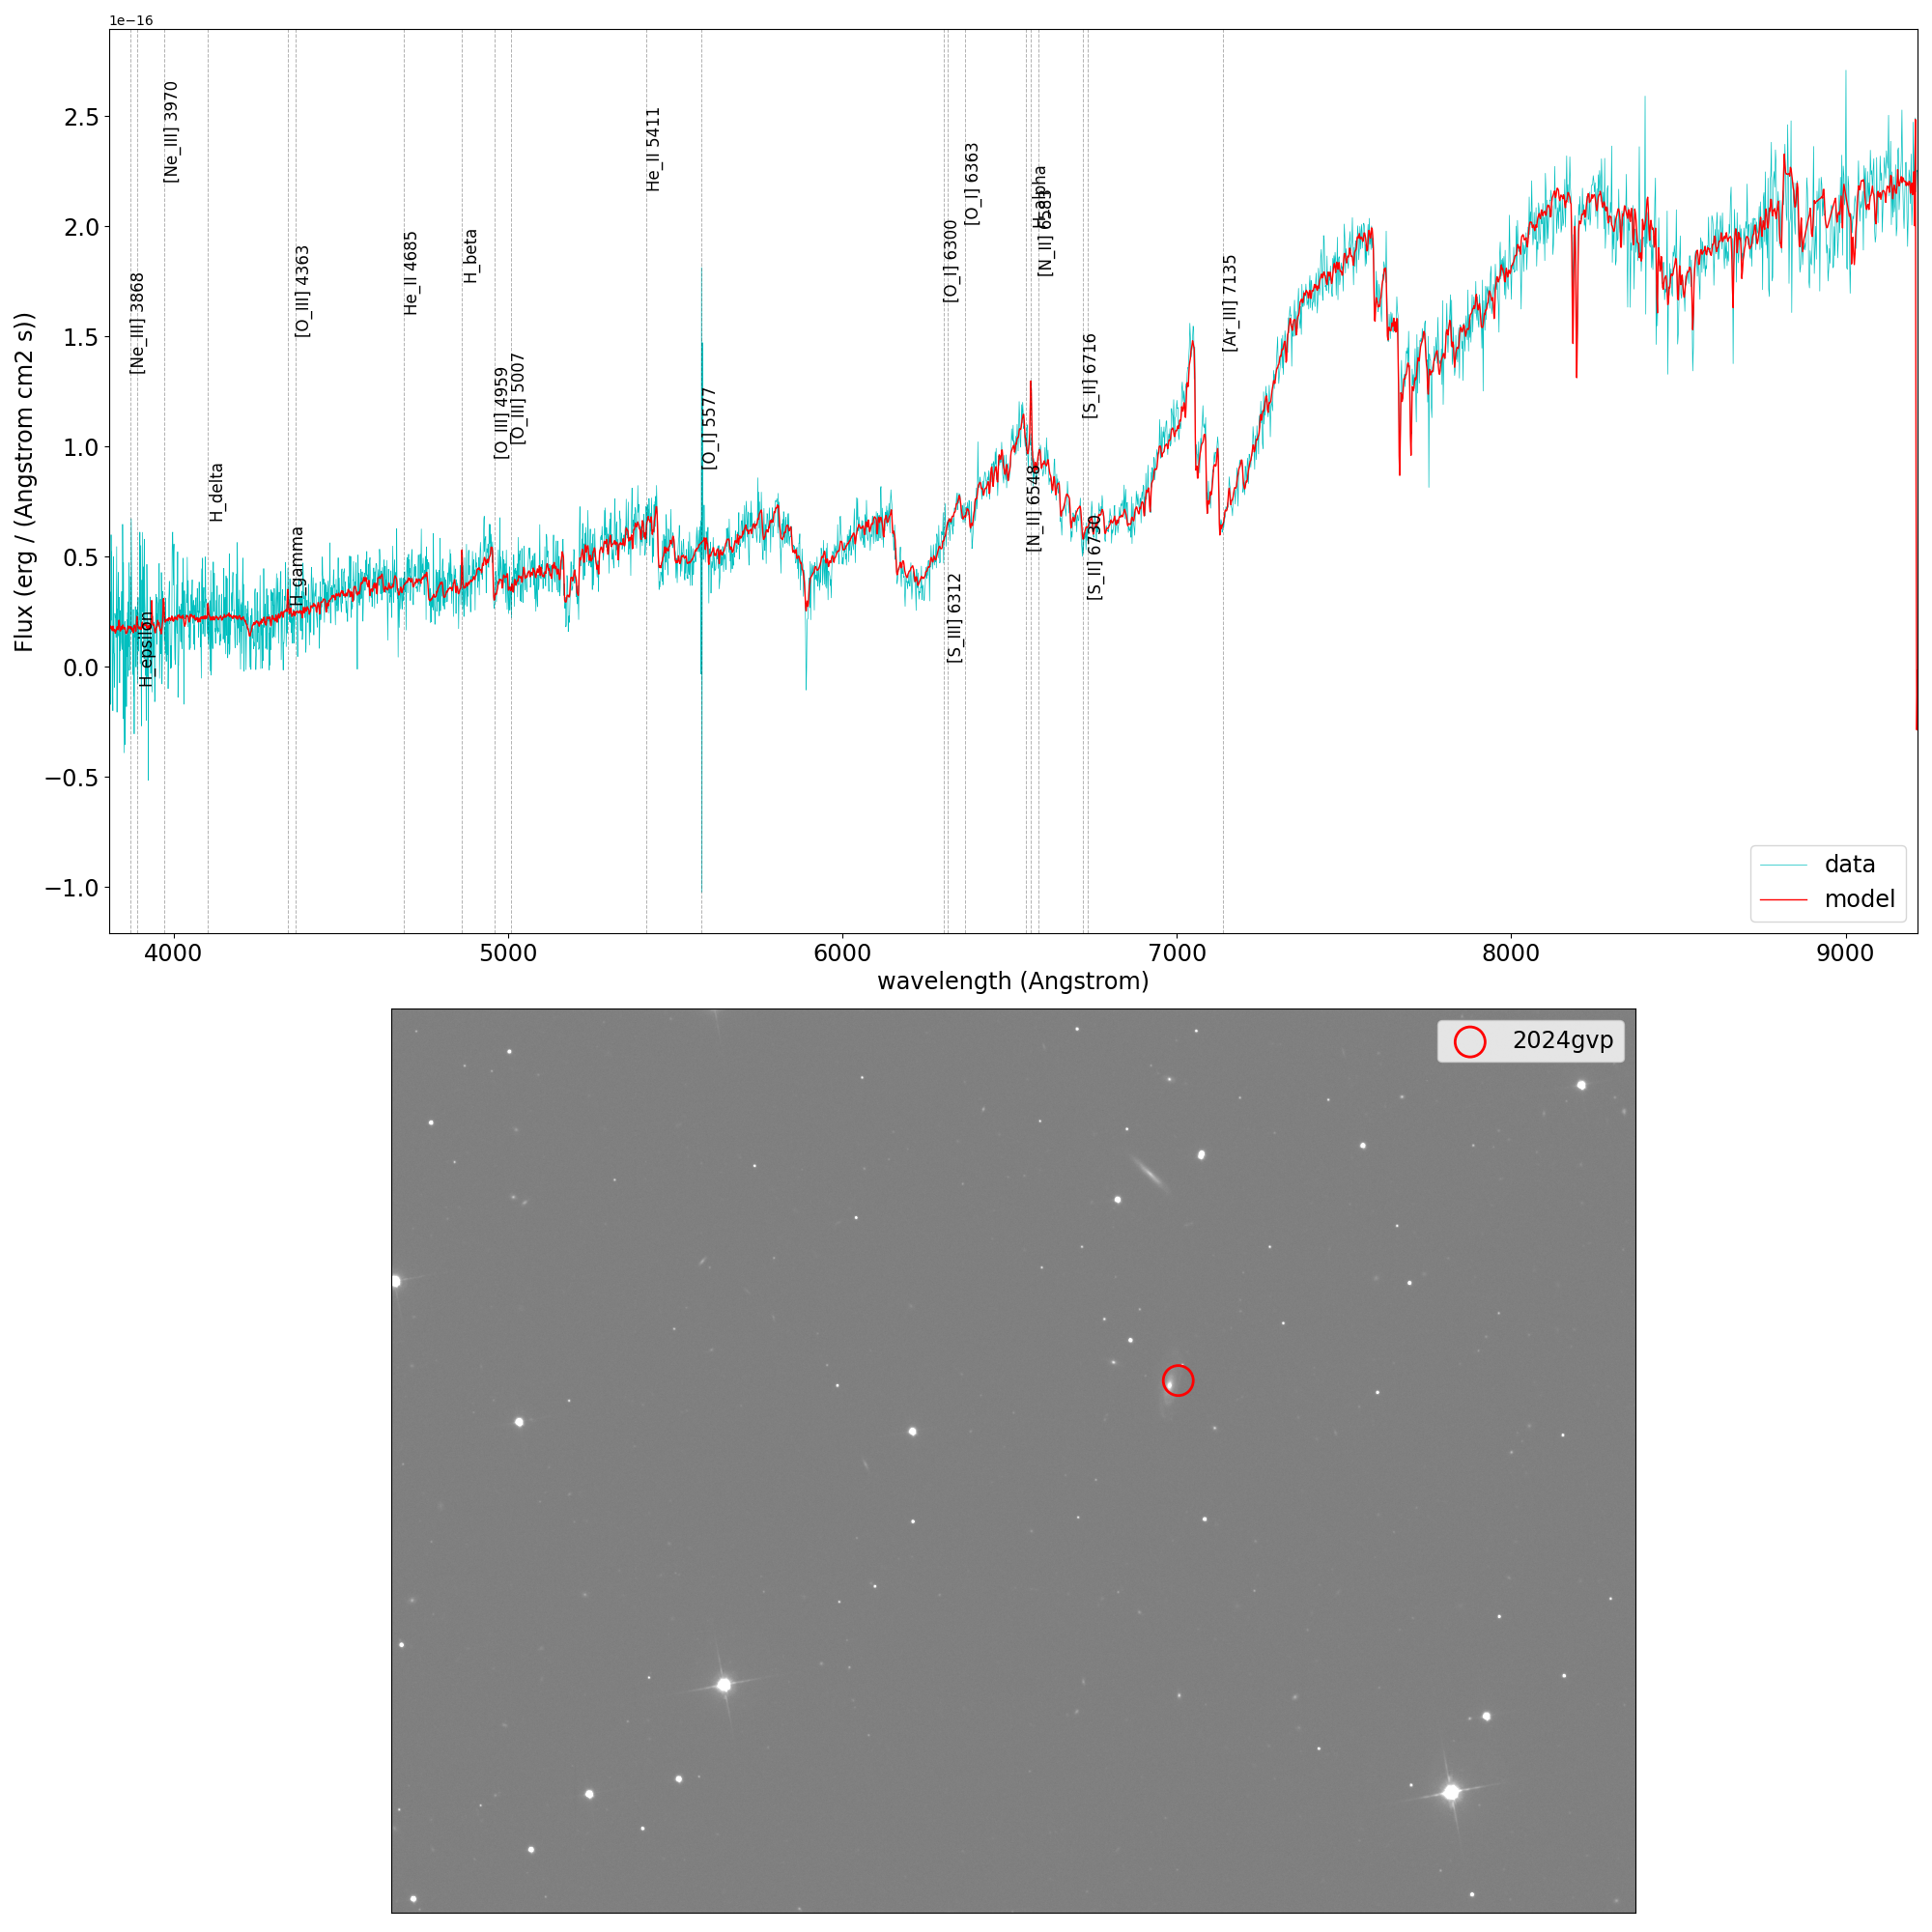 1e−16
2.5
2.0
1.5
1.0
0.5
0.0
−0.5
−1.0
Flux (erg / (Angstrom cm2 s))
[Ne_III] 3868
H_epsilon
[Ne_III] 3970
H_delta
H_gamma
[O_III] 4363
He_II 4685
H_beta
[O_III] 4959
[O_III] 5007
He_II 5411
[O_I] 5577
[O_I] 6300
[S_III] 6312
[O_I] 6363
[N_II] 6548
H_alpha
[N_II] 6583
[S_II] 6716
[S_II] 6730
[Ar_III] 7135
data
model
4000
5000
6000
7000
8000
9000
wavelength (Angstrom)
2024gvp